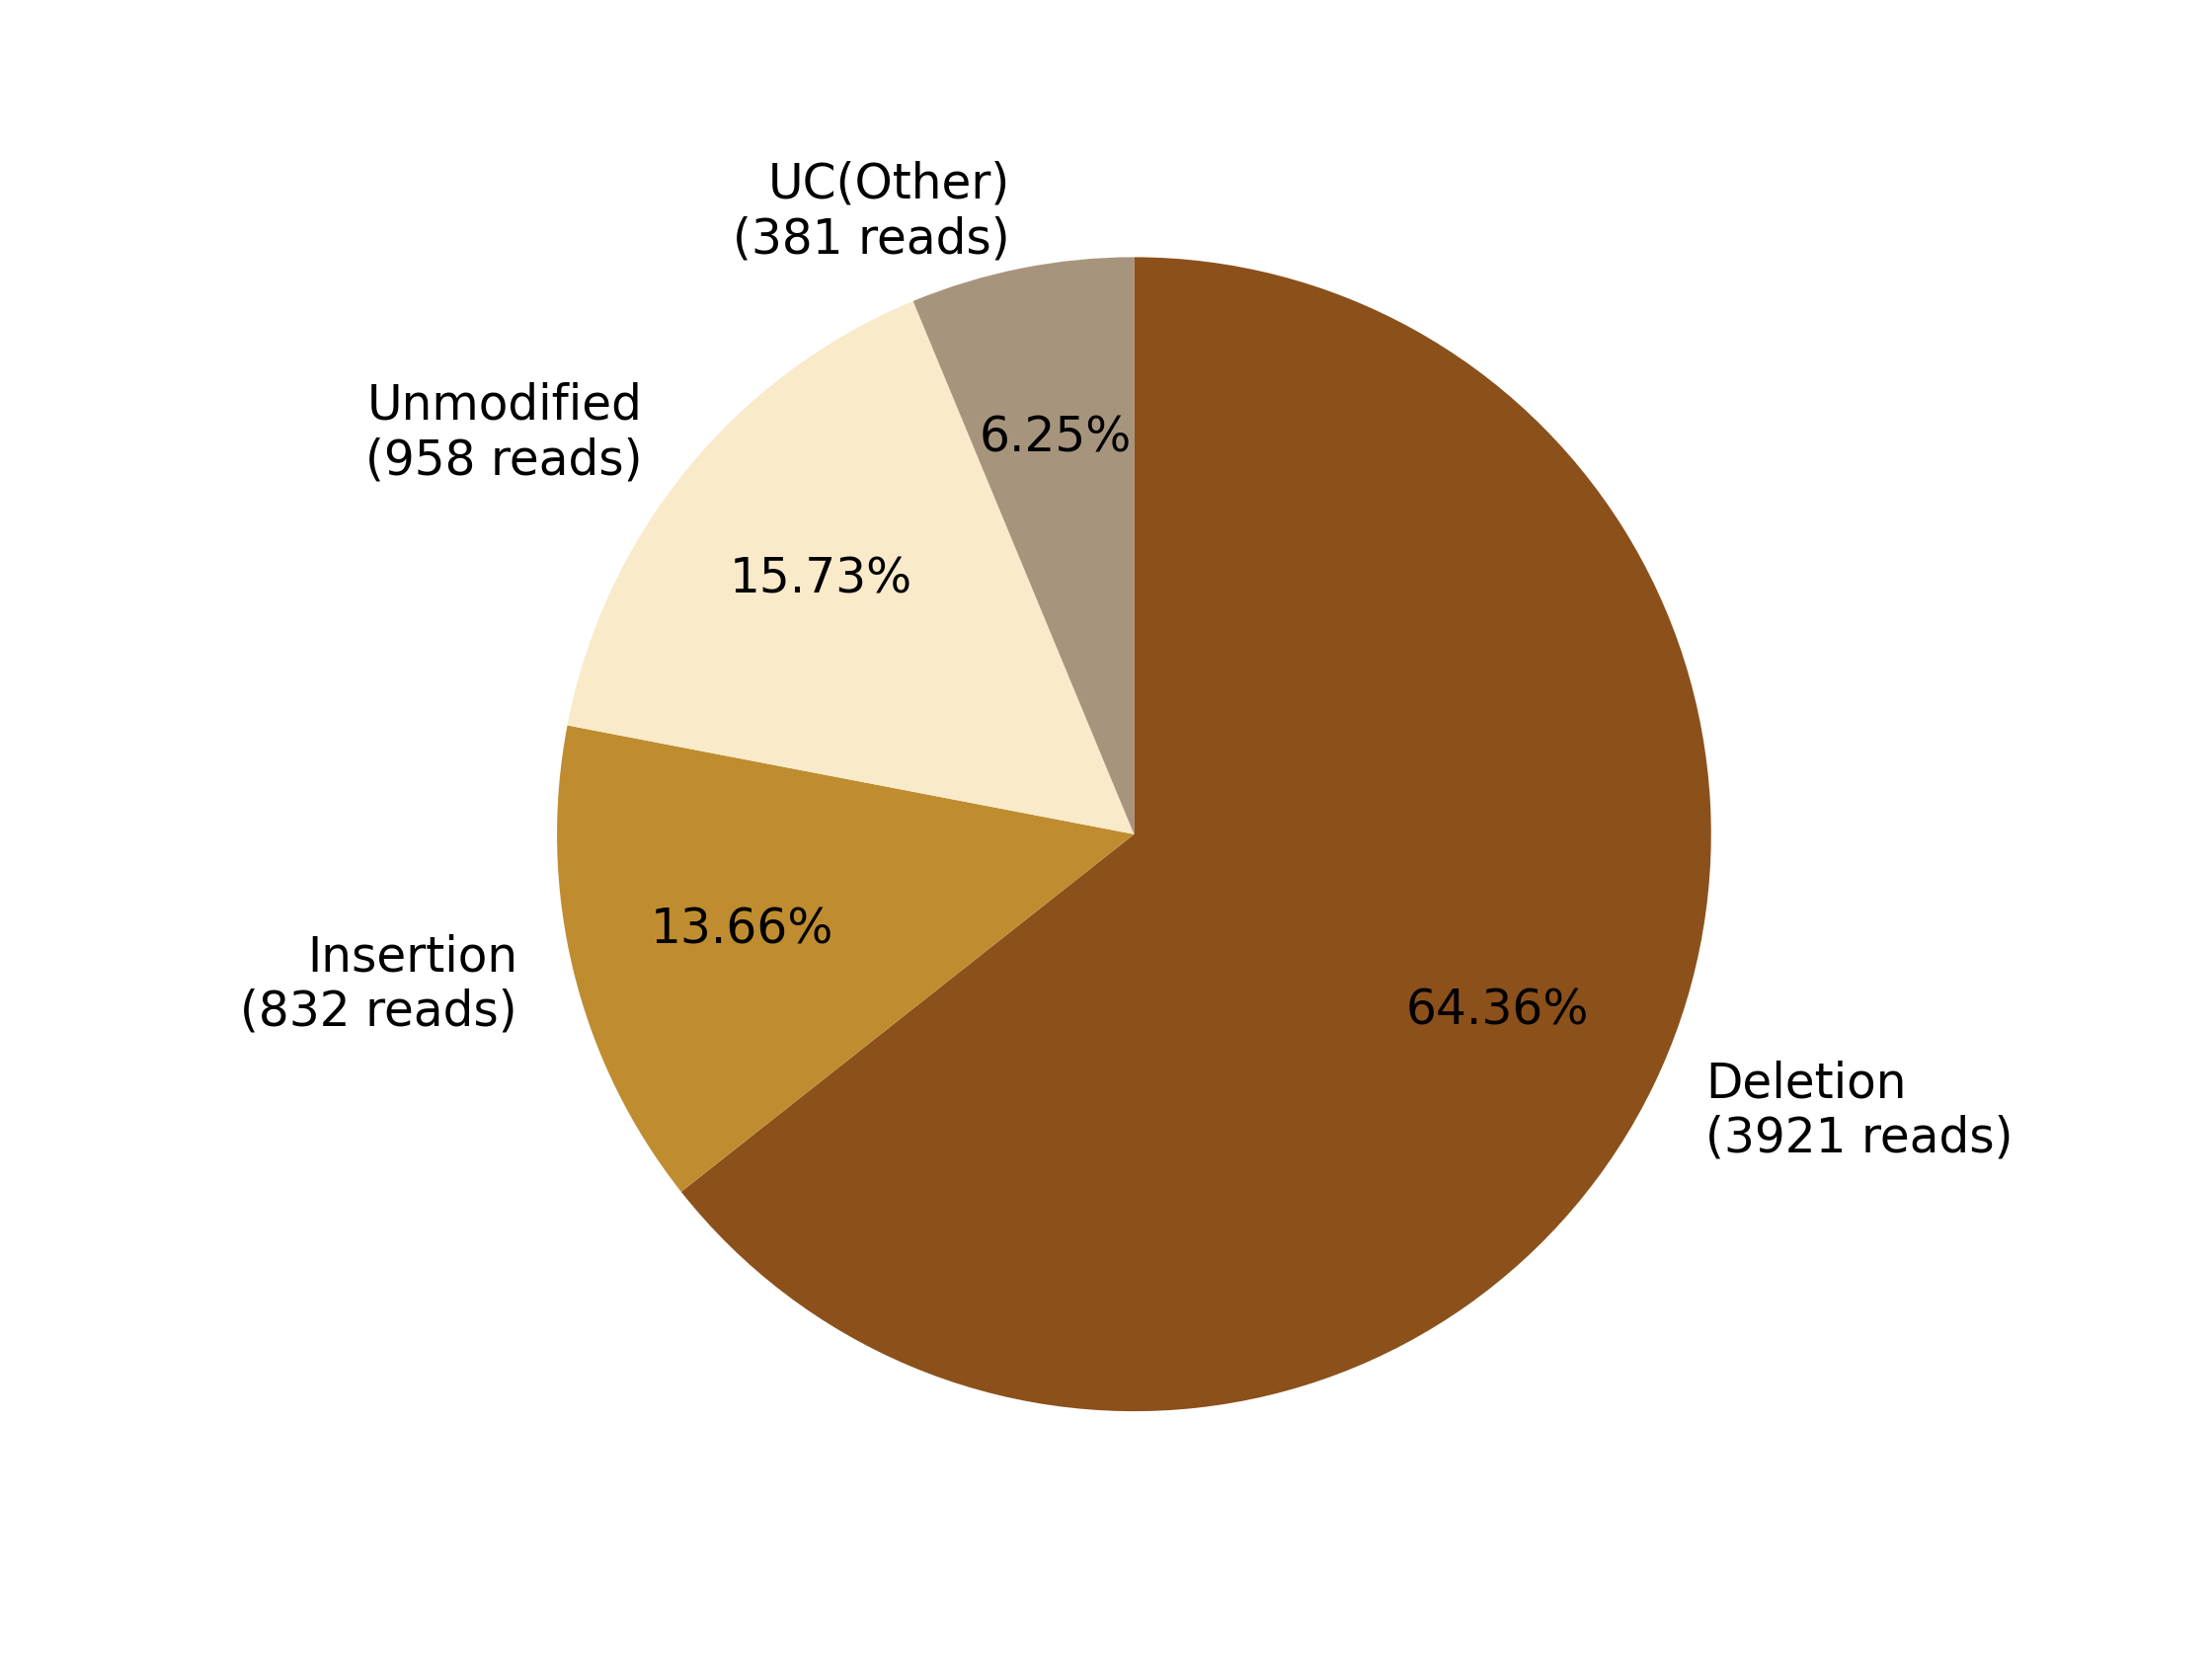 UC(Other)
(381 reads)
6.25%
Unmodified
(958 reads)
15.73%
Insertion
(832 reads)
13.66%
64.36%
Deletion
(3921 reads)